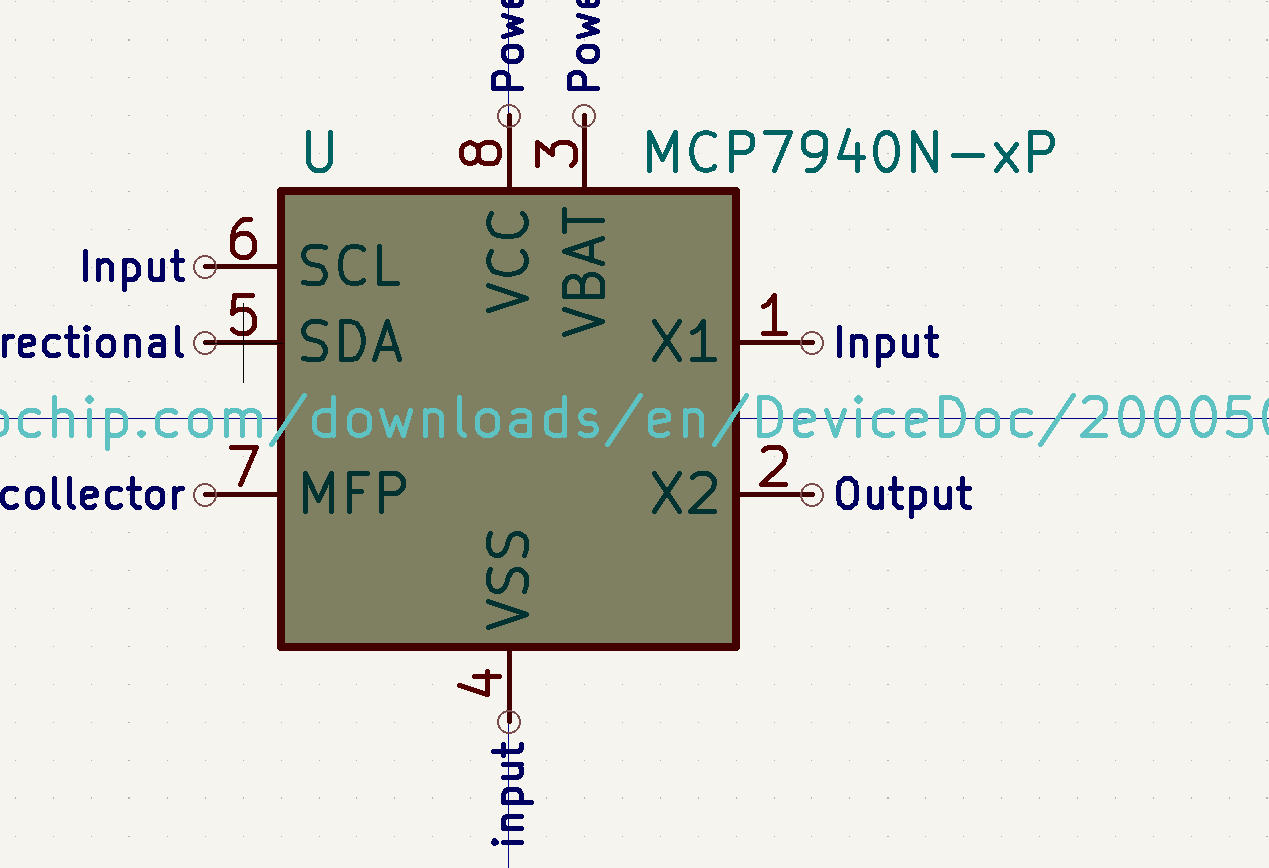 Powe
Powe
U
8
3
MCP7940N-xP
6
Input
SCL
VCC
VBAT
5
rectional
SDA
X1
1
Input
ochip.com/downloads/en/DeviceDoc/200050
7
collector
MFP
X2
2
Output
VSS
4
input